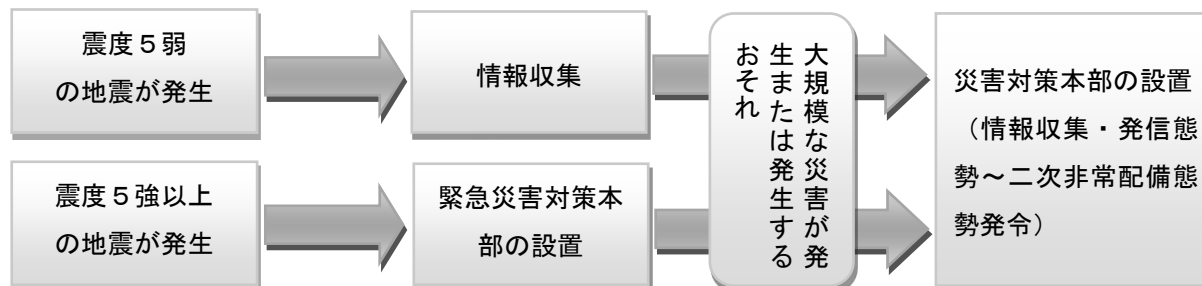 震度５弱
の地震が発生
情報収集
大規模な災害が発
生または発生する
おそれ
災害対策本部の設置
（情報収集・発信態
勢～二次非常配備態
勢発令）
震度５強以上
の地震が発生
緊急災害対策本
部の設置